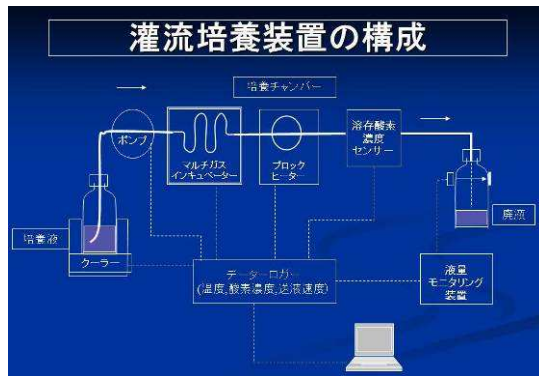 灌流培養装置の構成
培養チャンバー
ポンプ
マルチガス
インキュベーター
ブロック
ヒーター
溶存酸素
濃度
センサー
培養液
クーラー
廃液
データーロガー
(温度,酸素濃度,送液速度)
液量
モニタリング
装置